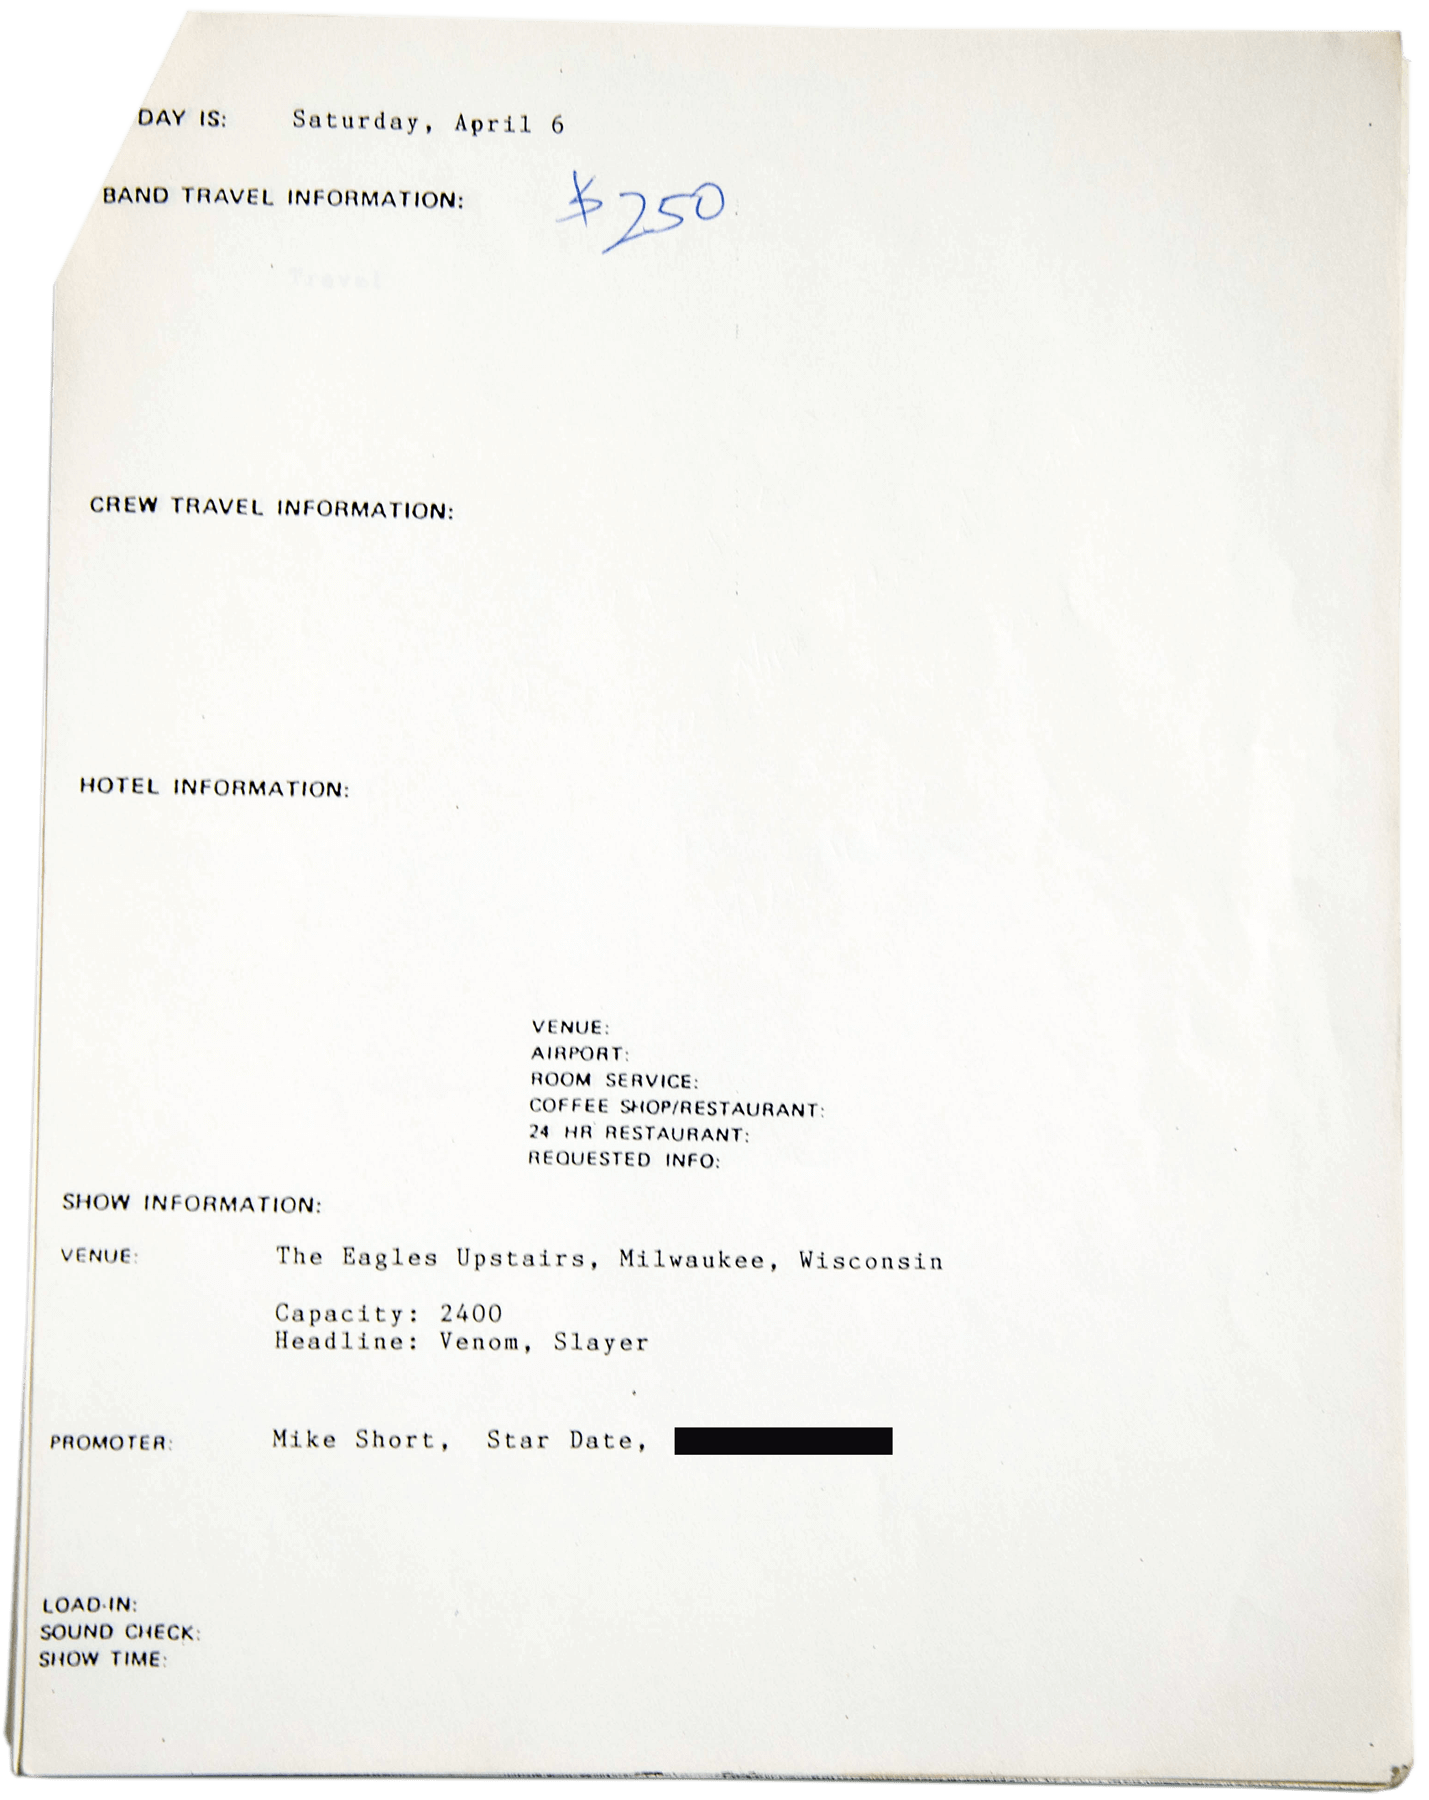 DAY IS: Saturday, April 6
BAND TRAVEL INFORMATION: $250
Travel
CREW TRAVEL INFORMATION:
HOTEL INFORMATION:
VENUE:
AIRPORT:
ROOM SERVICE:
COFFEE SHOP/RESTAURANT:
24 HR RESTAURANT:
REQUESTED INFO:
SHOW INFORMATION:
VENUE: The Eagles Upstairs, Milwaukee, Wisconsin
Capacity: 2400
Headline: Venom, Slayer
PROMOTER: Mike Short, Star Date,
LOAD-IN:
SOUND CHECK:
SHOW TIME: